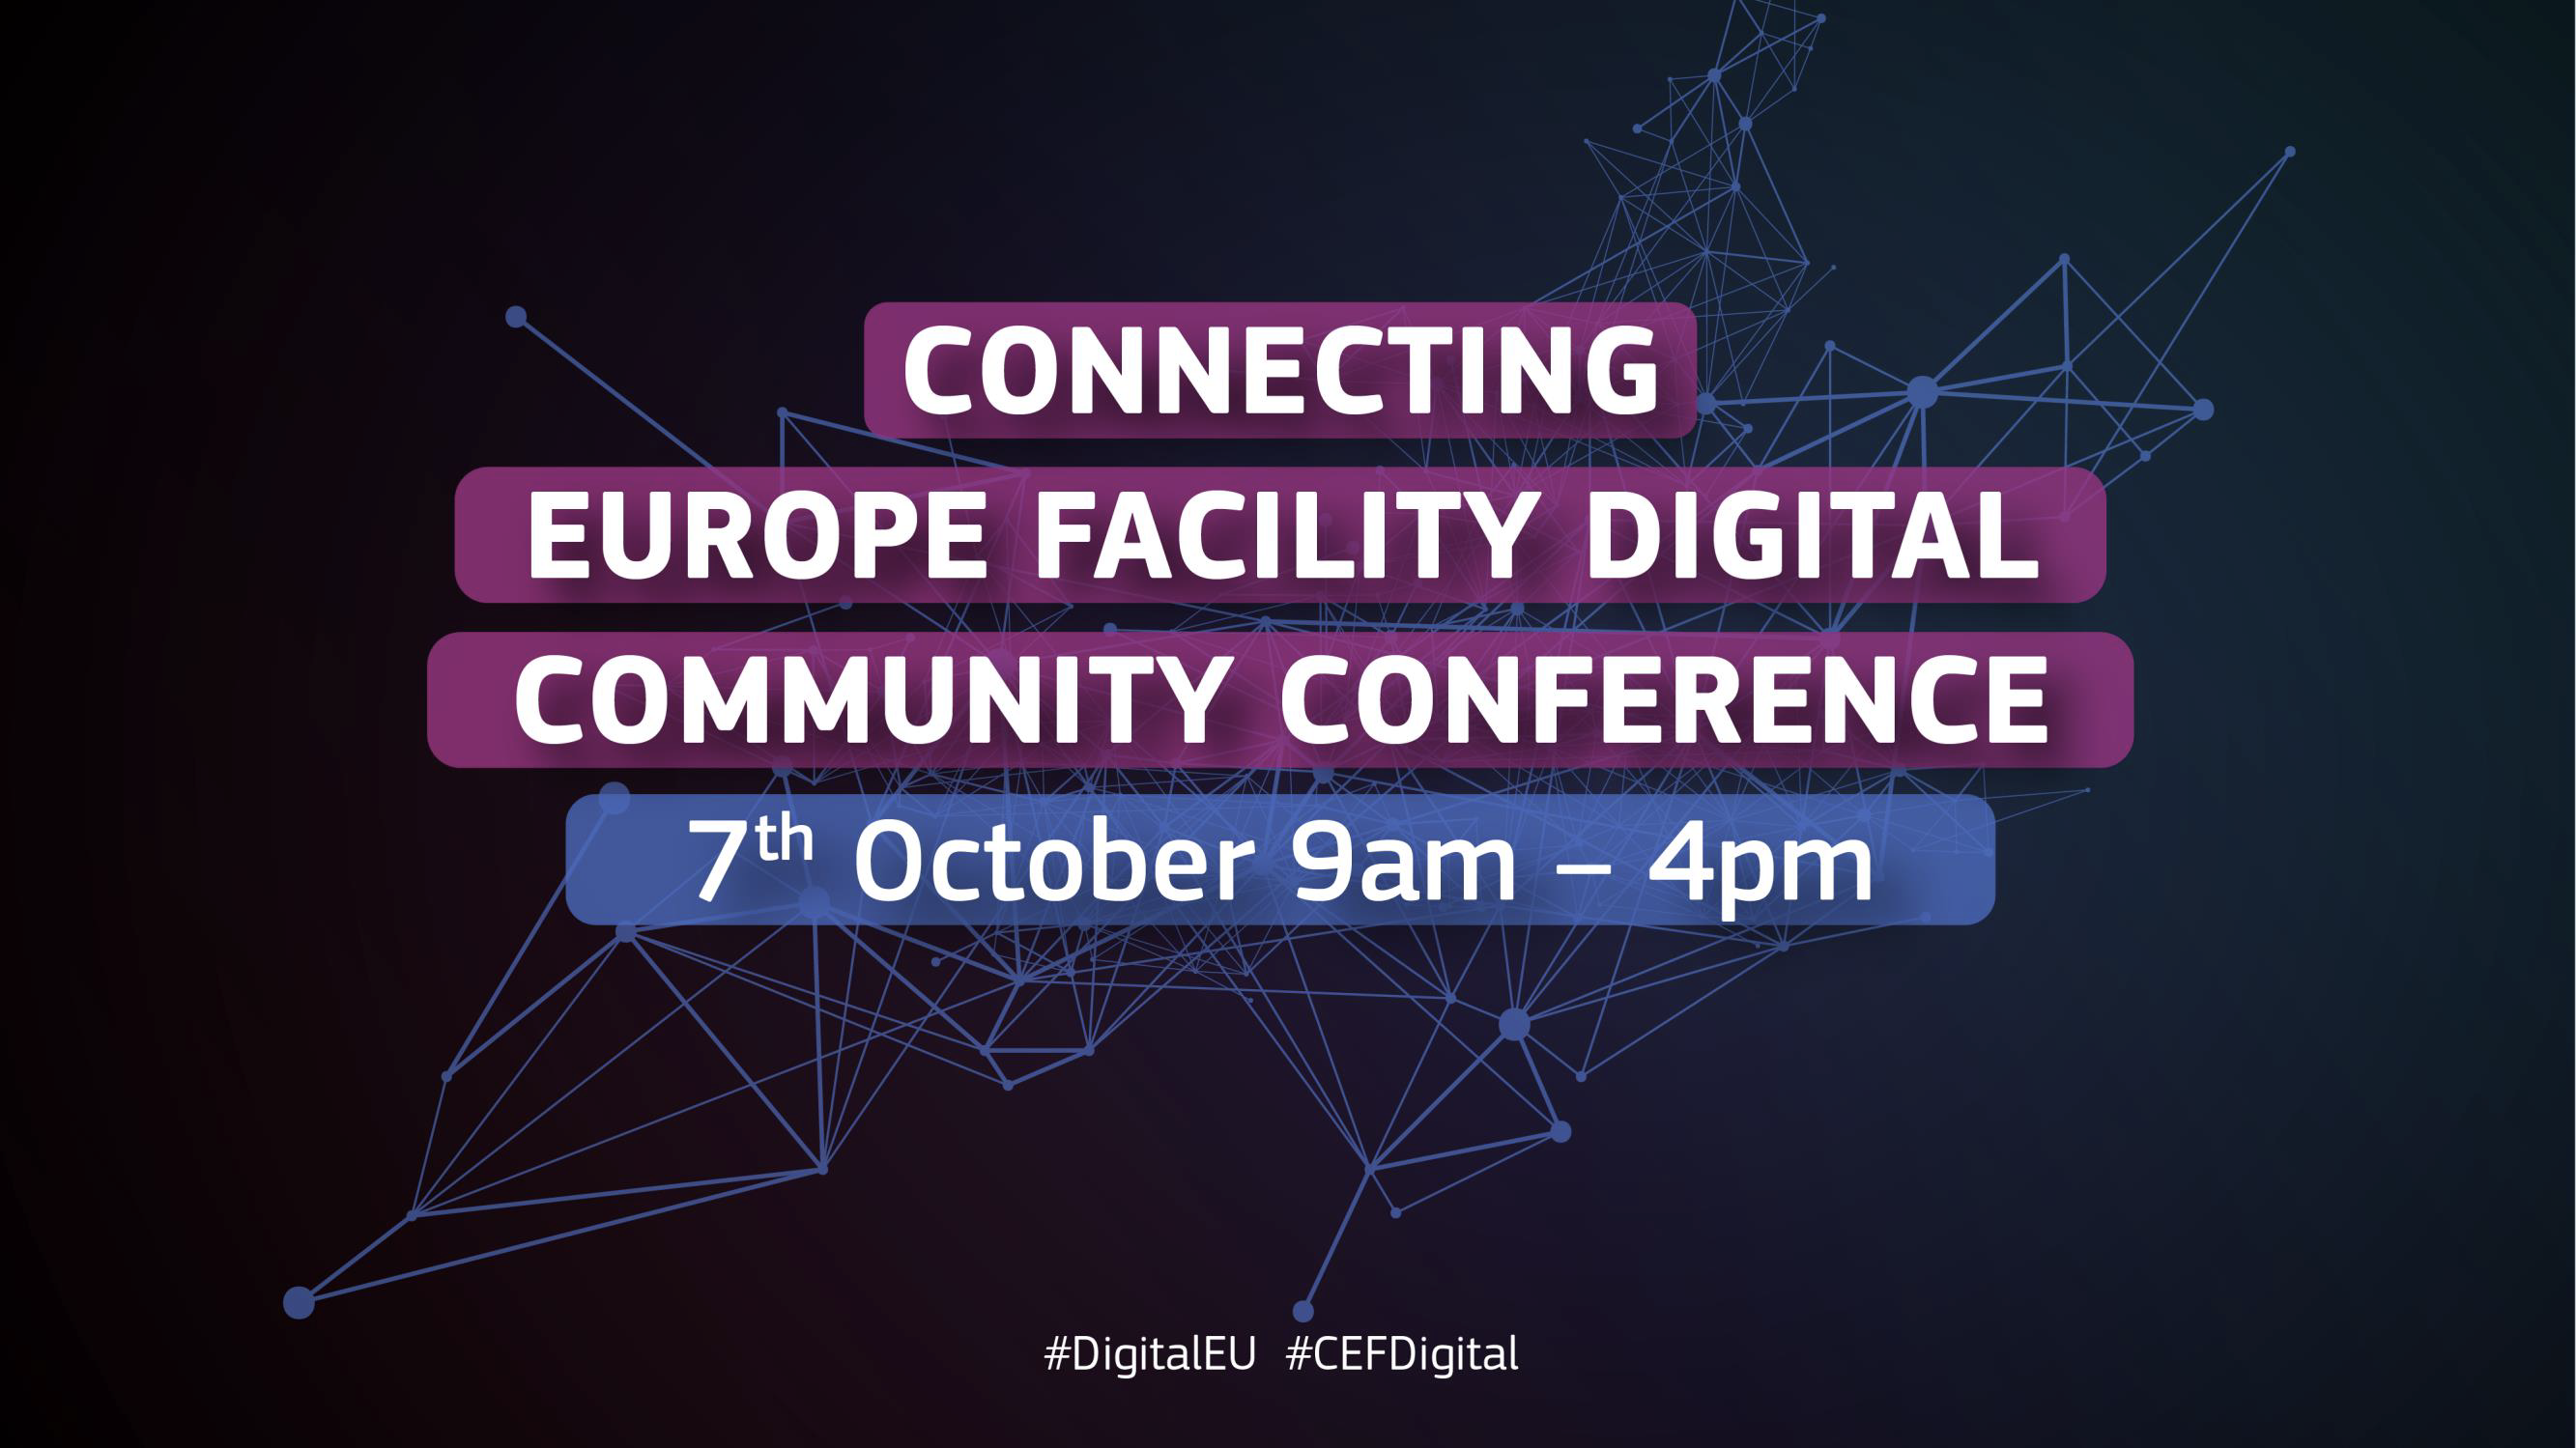 CONNECTING
EUROPE FACILITY DIGITAL
COMMUNITY CONFERENCE
7th October 9am – 4pm
#DigitalEU #CEFDigital